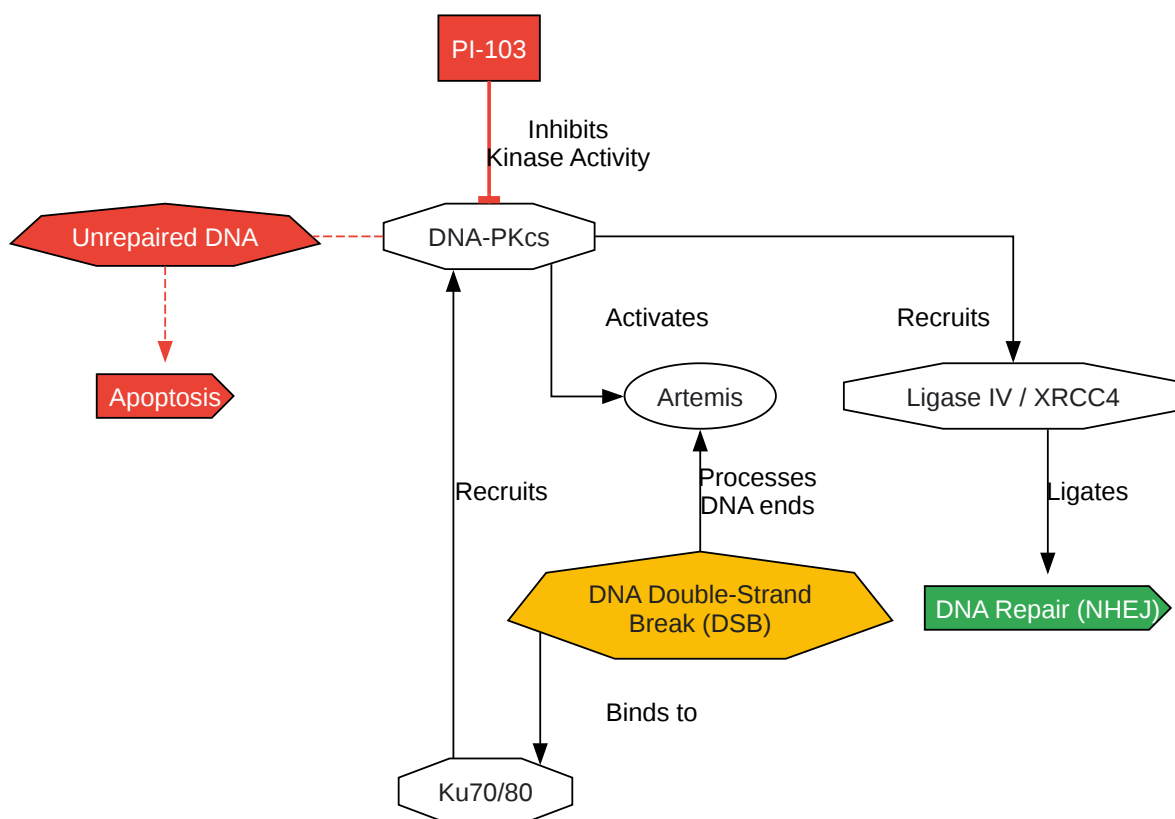 PI-103
Inhibits
Kinase Activity
Unrepaired DNA
DNA-PKcs
Activates
Recruits
Apoptosis
Artemis
Ligase IV / XRCC4
Recruits
Processes
DNA ends
Ligates
DNA Double-Strand
Break (DSB)
DNA Repair (NHEJ)
Binds to
Ku70/80